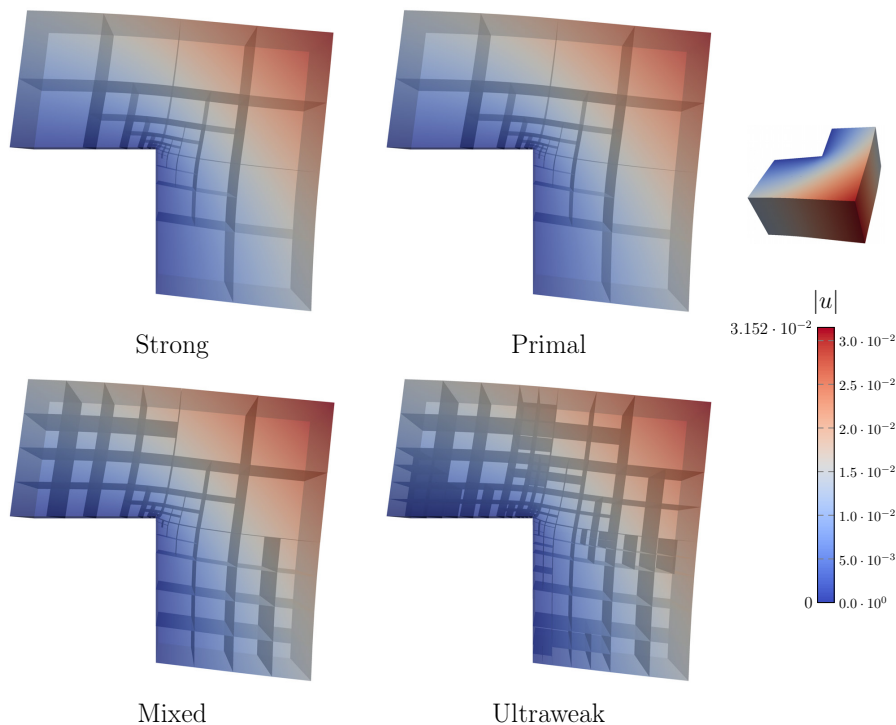 Strong
Primal
|u|
3.152 · 10⁻²
3.0 · 10⁻²
2.5 · 10⁻²
2.0 · 10⁻²
1.5 · 10⁻²
1.0 · 10⁻²
5.0 · 10⁻³
0
0.0 · 10⁰
Mixed
Ultraweak